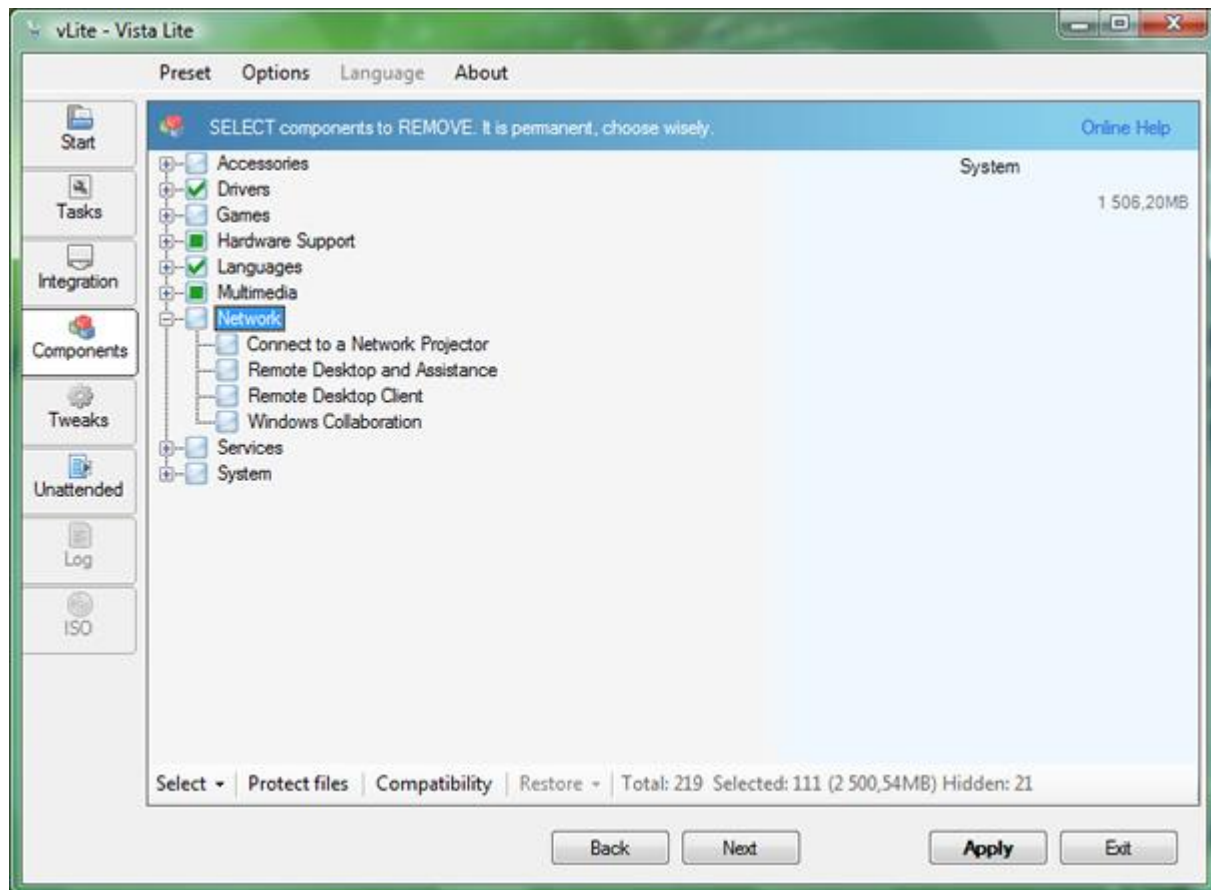 vLite - Vista Lite
Preset Options Language About
Start
Tasks
Integration
Components
Tweaks
Unattended
Log
ISO
SELECT components to REMOVE. It is permanent, choose wisely. Online Help
Accessories
Drivers
Games
Hardware Support
Languages
Multimedia
Network
Connect to a Network Projector
Remote Desktop and Assistance
Remote Desktop Client
Windows Collaboration
Services
System
System
1 506,20MB
Select Protect files Compatibility Restore Total: 219 Selected: 111 (2 500,54MB) Hidden: 21
Back Next Apply Exit